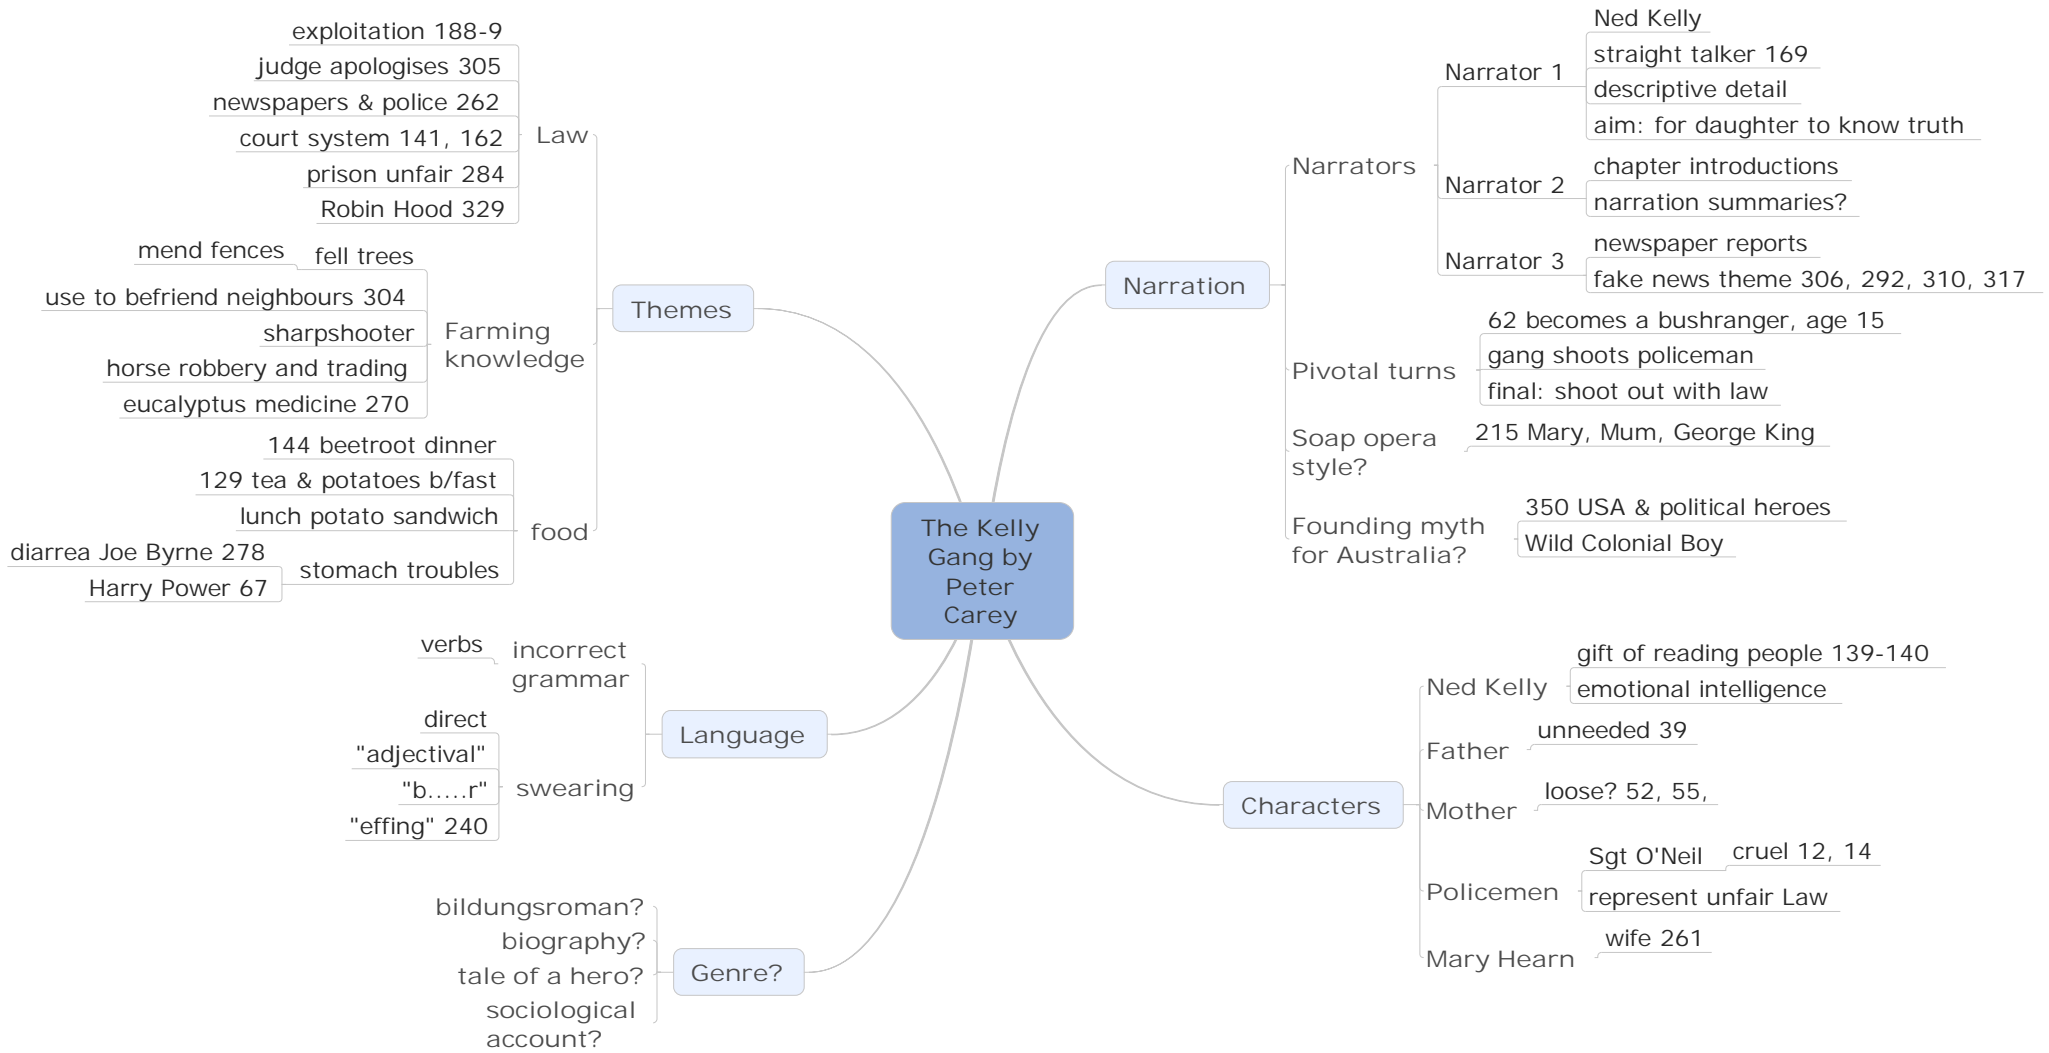 The Kelly
Gang by
Peter
Carey
Narration
Narrators
Narrator 1
Ned Kelly
straight talker 169
descriptive detail
aim: for daughter to know truth
Narrator 2
chapter introductions
narration summaries?
Narrator 3
newspaper reports
fake news theme 306, 292, 310, 317
Pivotal turns
62 becomes a bushranger, age 15
gang shoots policeman
final: shoot out with law
Soap opera
style?
215 Mary, Mum, George King
Founding myth
for Australia?
350 USA & political heroes
Wild Colonial Boy
Characters
Ned Kelly
gift of reading people 139-140
emotional intelligence
Father
unneeded 39
Mother
loose? 52, 55,
Policemen
Sgt O'Neil
cruel 12, 14
represent unfair Law
Mary Hearn
wife 261
Themes
Law
exploitation 188-9
judge apologises 305
newspapers & police 262
court system 141, 162
prison unfair 284
Robin Hood 329
Farming
knowledge
fell trees
mend fences
use to befriend neighbours 304
sharpshooter
horse robbery and trading
eucalyptus medicine 270
food
144 beetroot dinner
129 tea & potatoes b/fast
lunch potato sandwich
stomach troubles
diarrea Joe Byrne 278
Harry Power 67
Language
incorrect
grammar
verbs
swearing
direct
"adjectival"
"b.....r"
"effing" 240
Genre?
bildungsroman?
biography?
tale of a hero?
sociological
account?